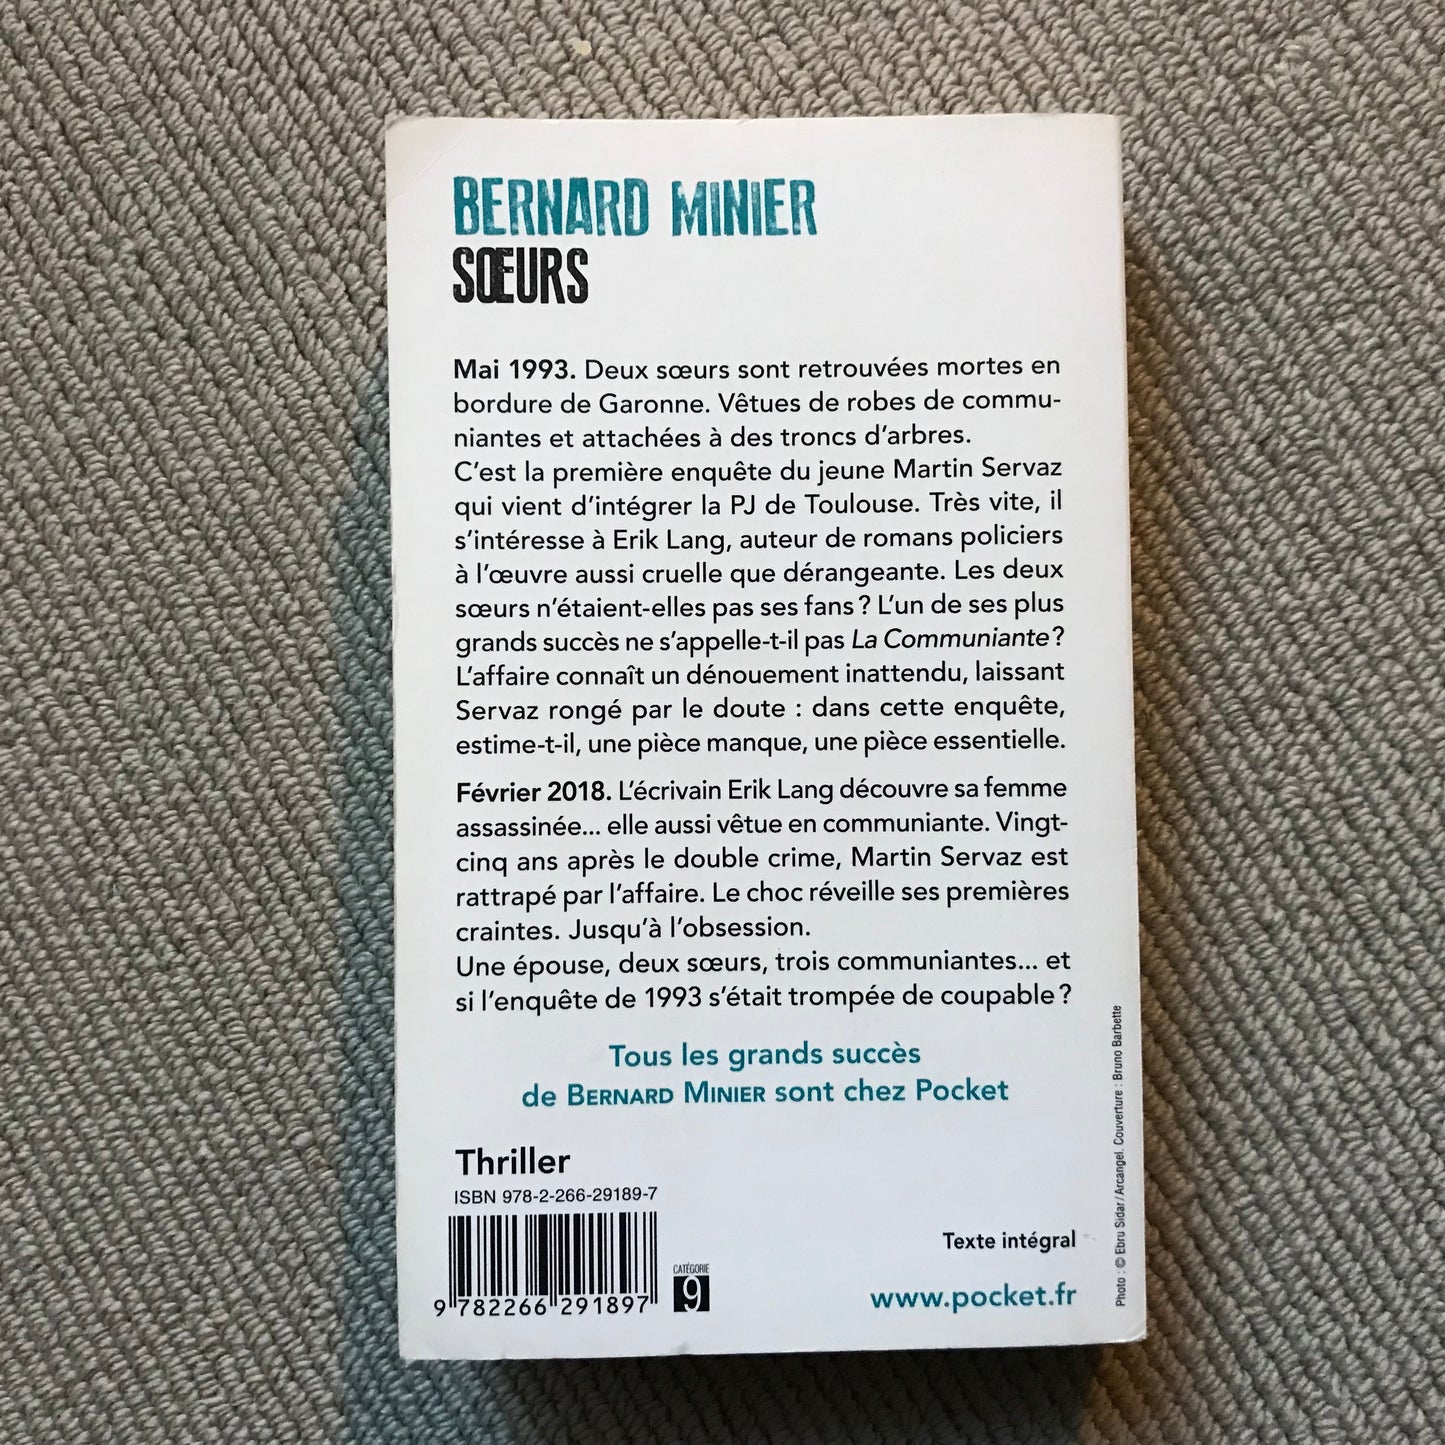 BERNARD MINIER
SŒURS
Mai 1993. Deux sœurs sont retrouvées mortes en
bordure de Garonne. Vêtues de robes de commu-
niantes et attachées à des troncs d'arbres.
C'est la première enquête du jeune Martin Servaz
qui vient d'intégrer la PJ de Toulouse. Très vite, il
s'intéresse à Erik Lang, auteur de romans policiers
à l'œuvre aussi cruelle que dérangeante. Les deux
sœurs n'étaient-elles pas ses fans ? L'un de ses plus
grands succès ne s'appelle-t-il pas La Communiante ?
L'affaire connaît un dénouement inattendu, laissant
Servaz rongé par le doute : dans cette enquête,
estime-t-il, une pièce manque, une pièce essentielle.
Février 2018. L'écrivain Erik Lang découvre sa femme
assassinée... elle aussi vêtue en communiante. Vingt-
cinq ans après le double crime, Martin Servaz est
rattrapé par l'affaire. Le choc réveille ses premières
craintes. Jusqu'à l'obsession.
Une épouse, deux sœurs, trois communiantes... et
si l'enquête de 1993 s'était trompée de coupable ?
Tous les grands succès
de BERNARD MINIER sont chez Pocket
Thriller
ISBN 978-2-266-29189-7
9 782266 291897
CATÉGORIE
9
Texte intégral
www.pocket.fr
Photo : © Ebru Sidar / Arcangel. Couverture : Bruno Barbette